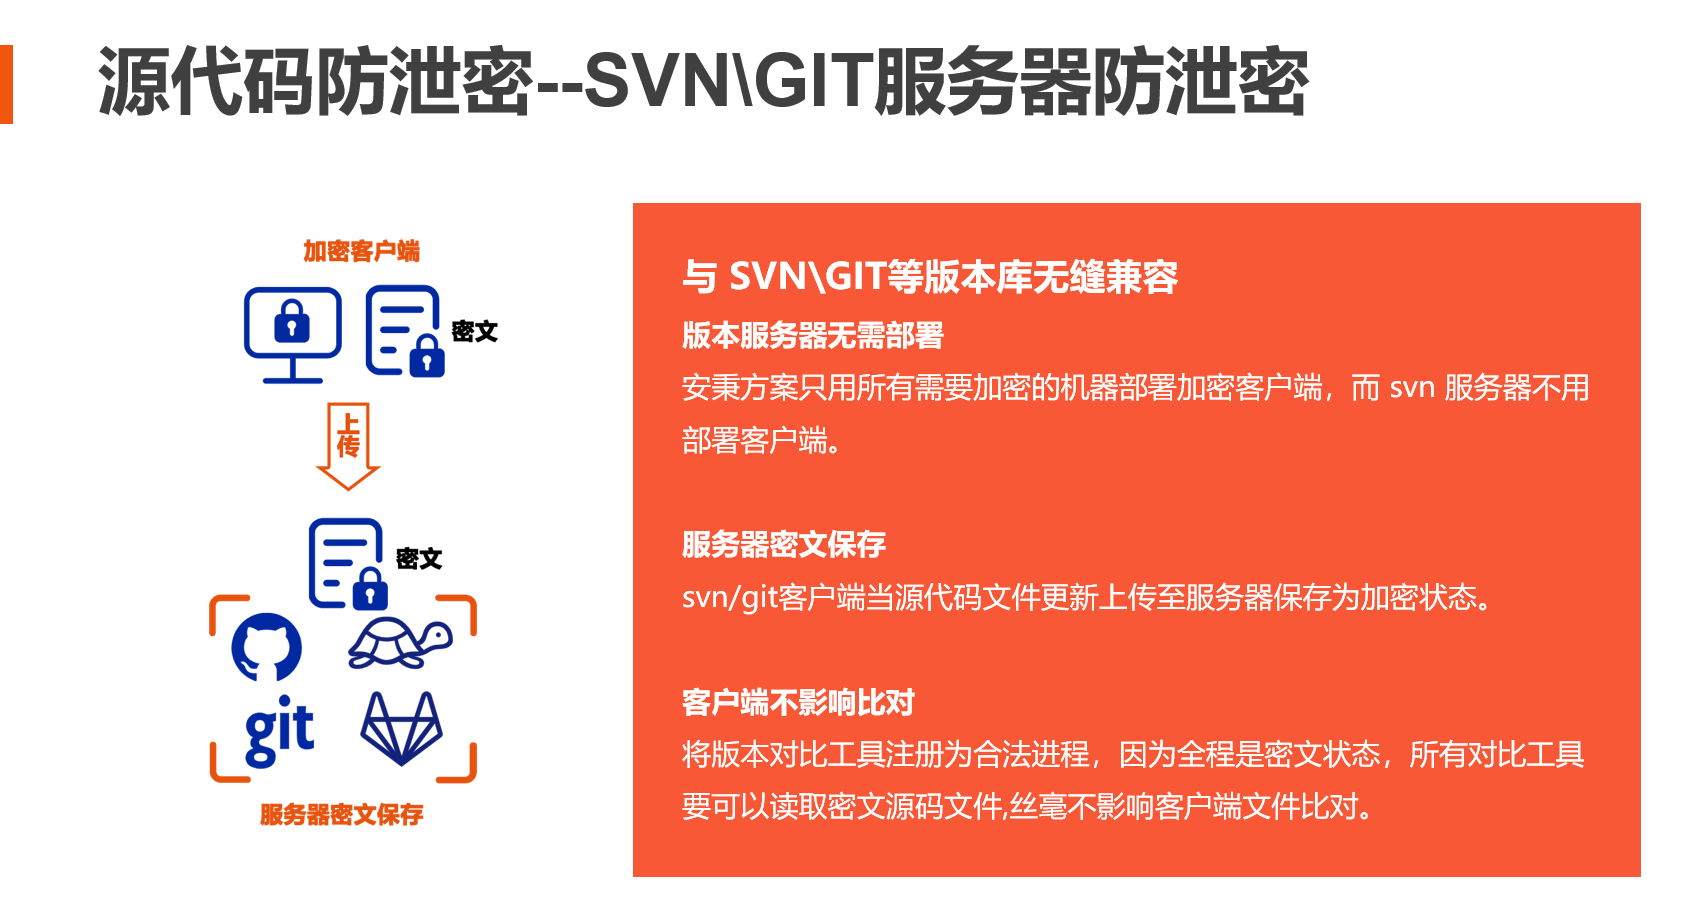 源代码防泄密--SVN\GIT服务器防泄密
加密客户端
密文
上
传
密文
git
服务器密文保存
与 SVN\GIT等版本库无缝兼容
版本服务器无需部署
安秉方案只用所有需要加密的机器部署加密客户端，而 svn 服务器不用
部署客户端。
服务器密文保存
svn/git客户端当源代码文件更新上传至服务器保存为加密状态。
客户端不影响比对
将版本对比工具注册为合法进程，因为全程是密文状态，所有对比工具
要可以读取密文源码文件,丝毫不影响客户端文件比对。